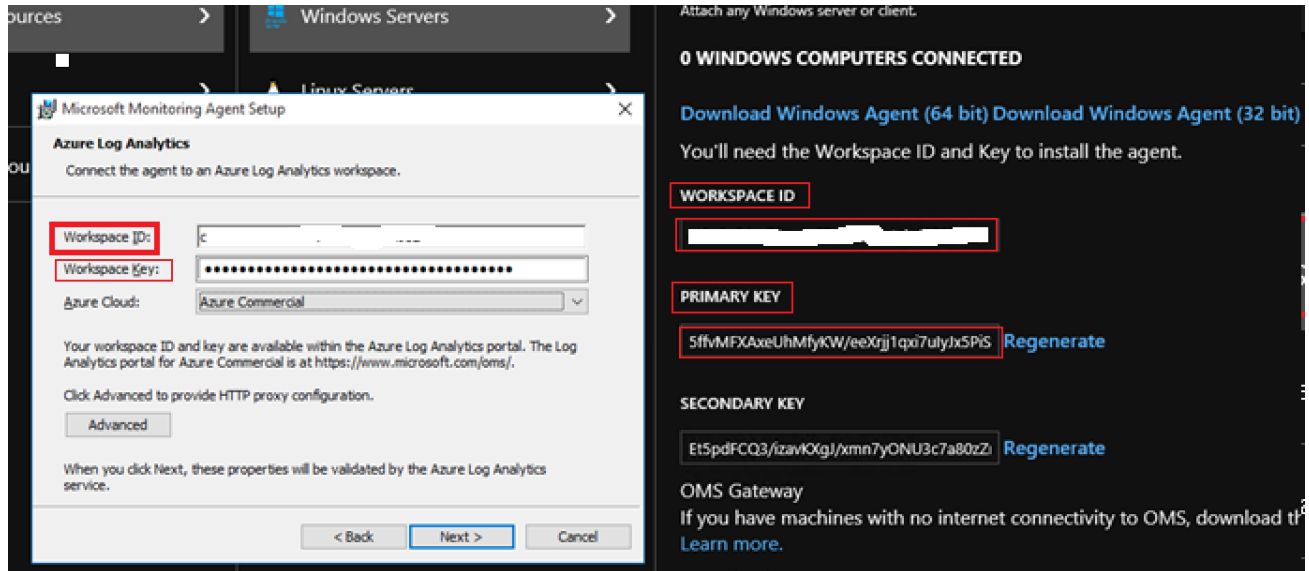 ources
Windows Servers
Linux Servers
ou
Microsoft Monitoring Agent Setup
Azure Log Analytics
Connect the agent to an Azure Log Analytics workspace.
Workspace ID:
c
Workspace Key:
Azure Cloud:
Azure Commercial
Your workspace ID and key are available within the Azure Log Analytics portal. The Log
Analytics portal for Azure Commercial is at https://www.microsoft.com/oms/.
Click Advanced to provide HTTP proxy configuration.
Advanced
When you click Next, these properties will be validated by the Azure Log Analytics
service.
< Back
Next >
Cancel
Attach any Windows server or client.
0 WINDOWS COMPUTERS CONNECTED
Download Windows Agent (64 bit) Download Windows Agent (32 bit)
You'll need the Workspace ID and Key to install the agent.
WORKSPACE ID
PRIMARY KEY
5ffvMFXAxeUhMfyKW/eeXrjj1qxi7uIyJx5PiS Regenerate
SECONDARY KEY
Et5pdFCQ3/izavKXgJ/xmn7yONU3c7a80zZ Regenerate
OMS Gateway
If you have machines with no internet connectivity to OMS, download th
Learn more.